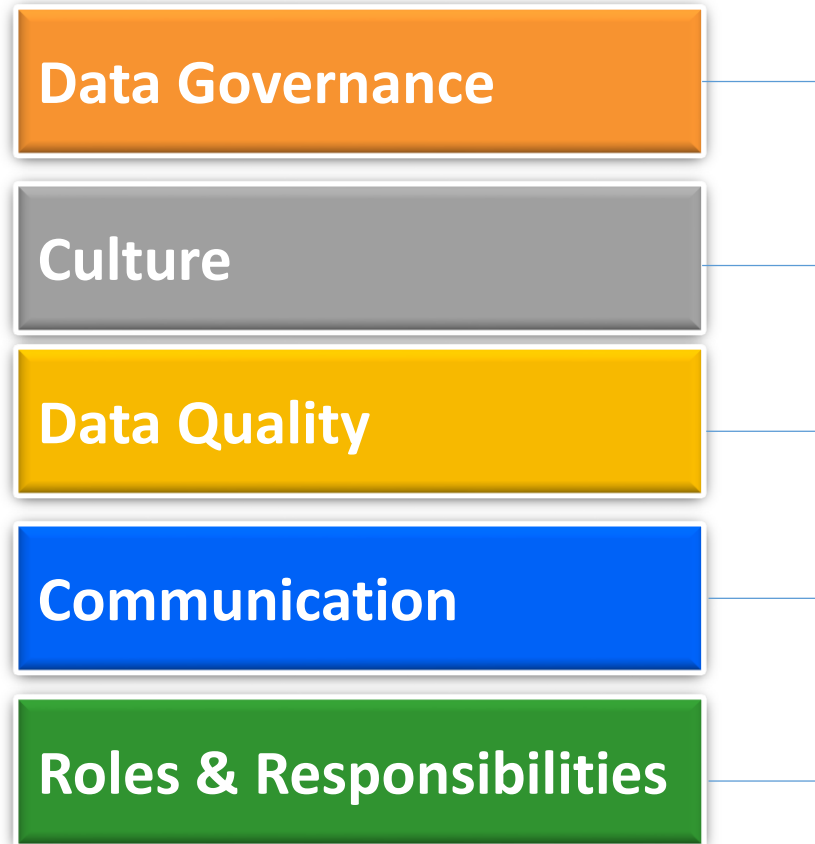 Data Governance
Culture
Data Quality
Communication
Roles & Responsibilities